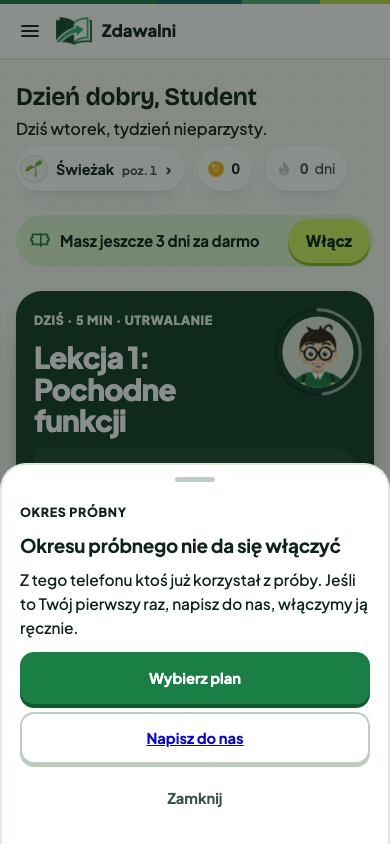 Zdawalni
Dzień dobry, Student
Dziś wtorek, tydzień nieparzysty.
Świeżak poz. 1 › 0 0 dni
Masz jeszcze 3 dni za darmo Włącz
DZIŚ · 5 MIN · UTRWALANIE
Lekcja 1:
Pochodne
funkcji
OKRES PRÓBNY
Okresu próbnego nie da się włączyć
Z tego telefonu ktoś już korzystał z próby. Jeśli
to Twój pierwszy raz, napisz do nas, włączymy ją
ręcznie.
Wybierz plan
Napisz do nas
Zamknij